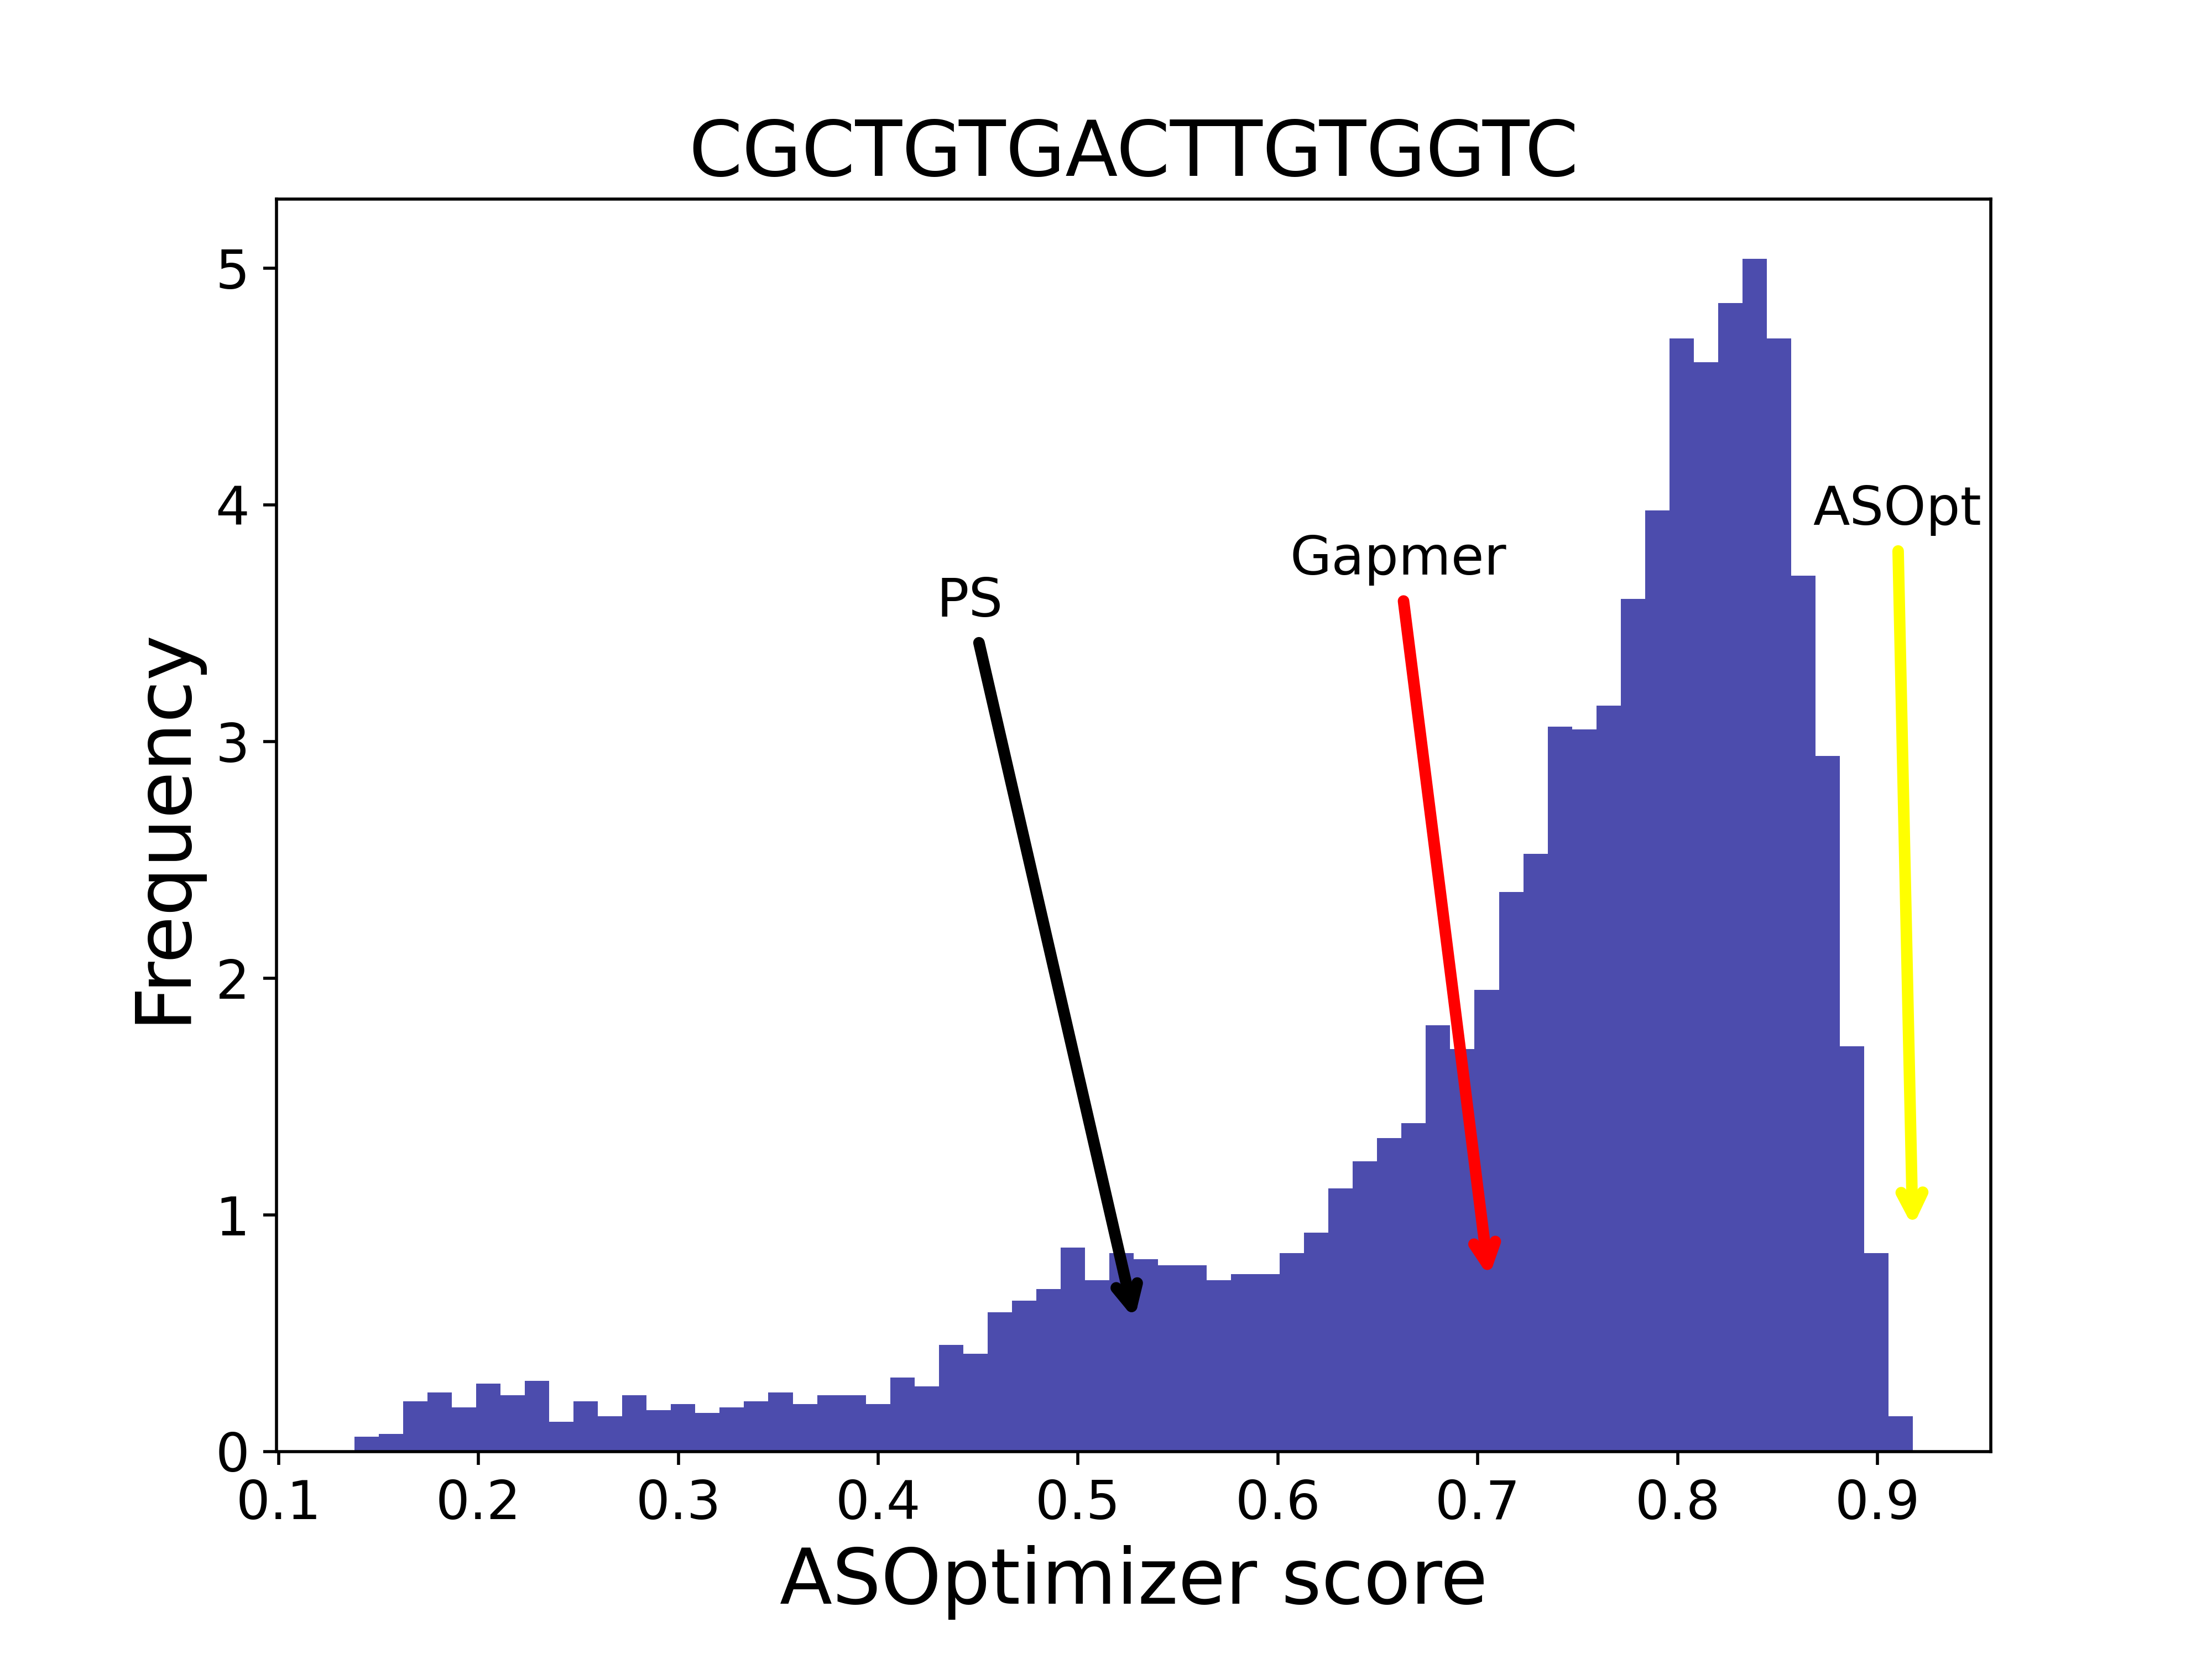 CGCTGTGACTTGTGGTC
Frequency
5
4
3
2
1
0
ASOpt
Gapmer
PS
0.1 0.2 0.3 0.4 0.5 0.6 0.7 0.8 0.9
ASOptimizer score